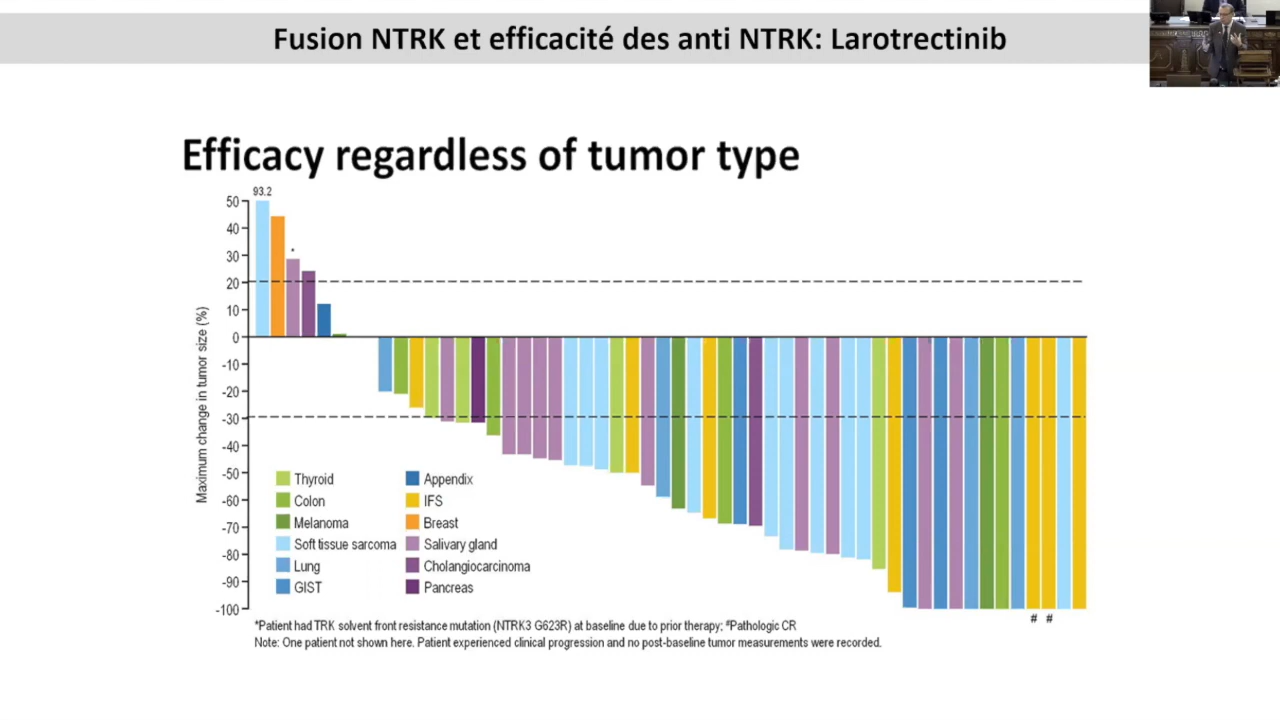 Fusion NTRK et efficacité des anti NTRK: Larotrectinib
Efficacy regardless of tumor type
93.2
50
40
30
20
10
0
-10
-20
-30
-40
-50
-60
-70
-80
-90
-100
Maximum change in tumor size (%)
*
Thyroid
Colon
Melanoma
Soft tissue sarcoma
Lung
GIST
Appendix
IFS
Breast
Salivary gland
Cholangiocarcinoma
Pancreas
# #
*Patient had TRK solvent front resistance mutation (NTRK3 G623R) at baseline due to prior therapy; #Pathologic CR
Note: One patient not shown here. Patient experienced clinical progression and no post-baseline tumor measurements were recorded.